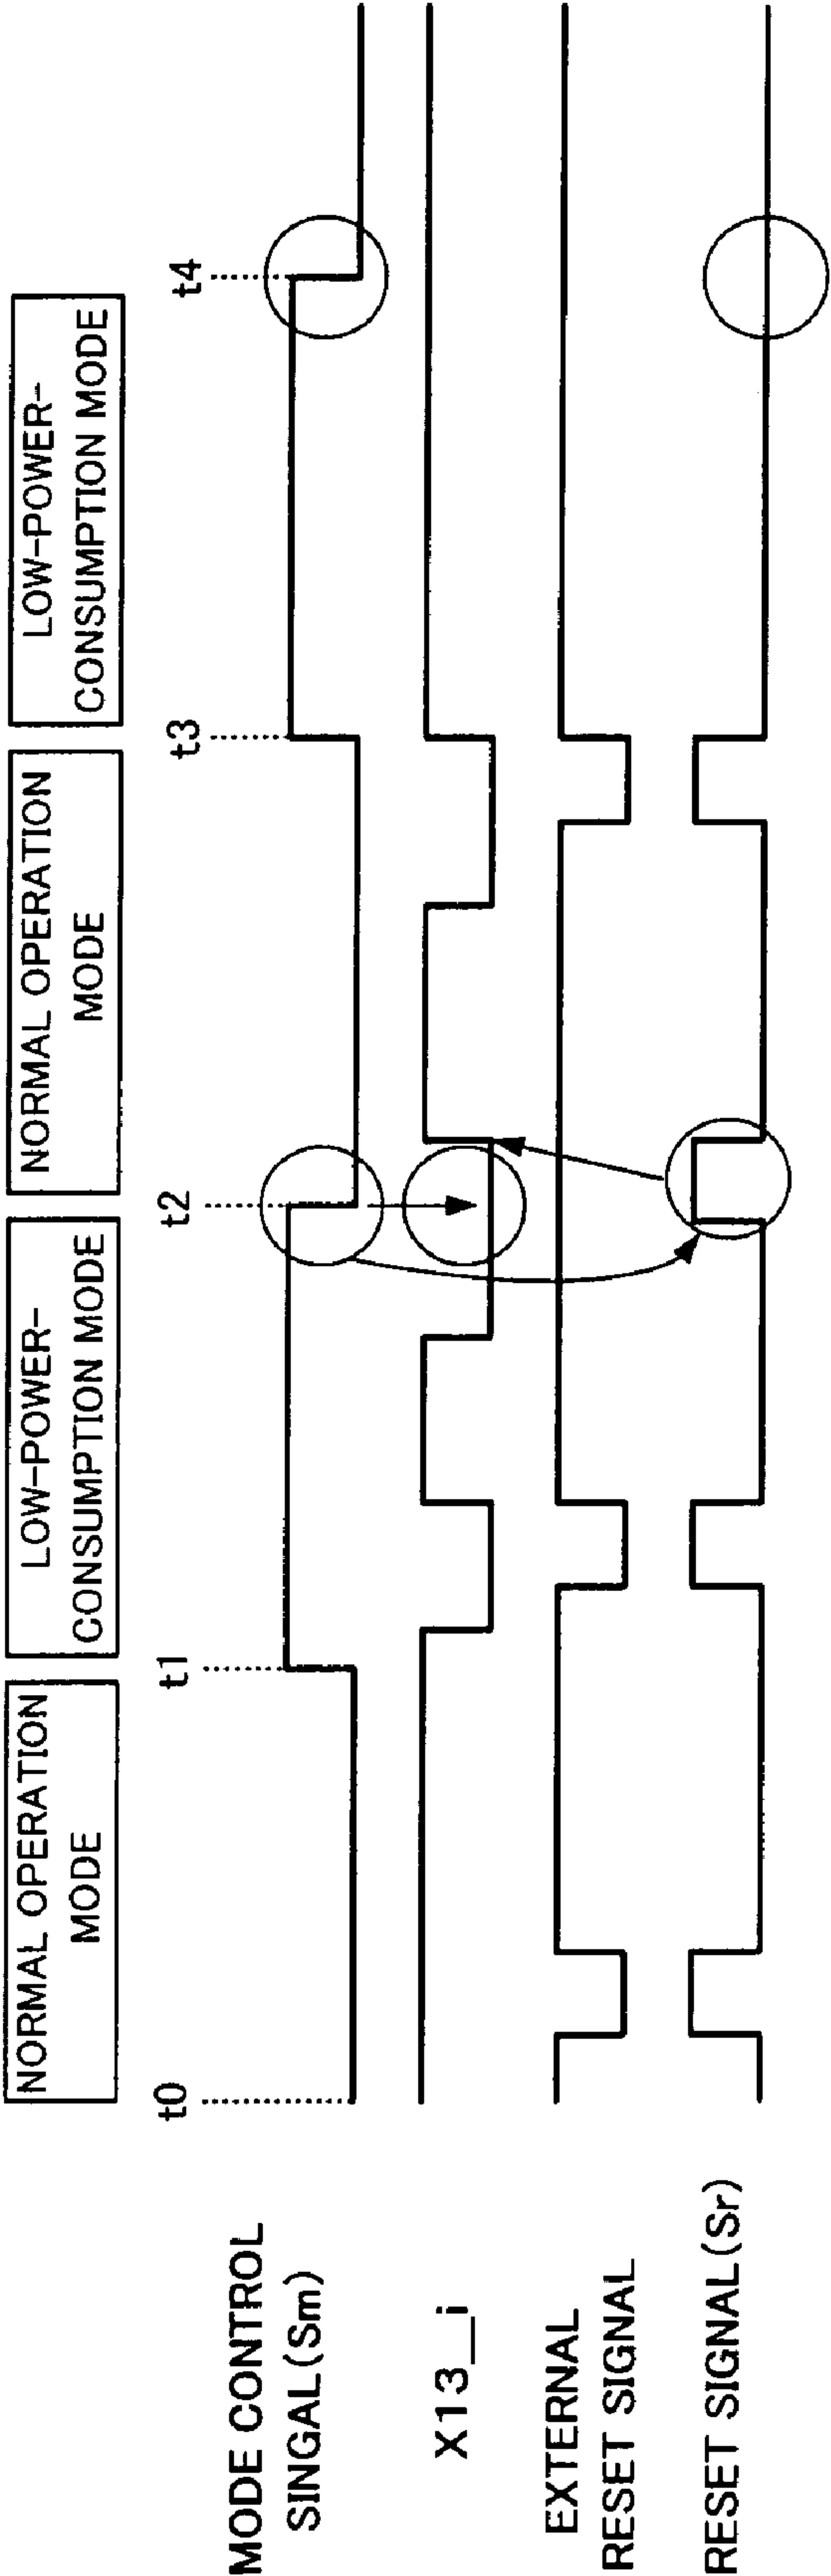 NORMAL OPERATION
MODE
LOW-POWER-
CONSUMPTION MODE
NORMAL OPERATION
MODE
LOW-POWER-
CONSUMPTION MODE
t0
t1
t2
t3
t4
MODE CONTROL
SINGAL(Sm)
X13__i
EXTERNAL
RESET SIGNAL
RESET SIGNAL(Sr)